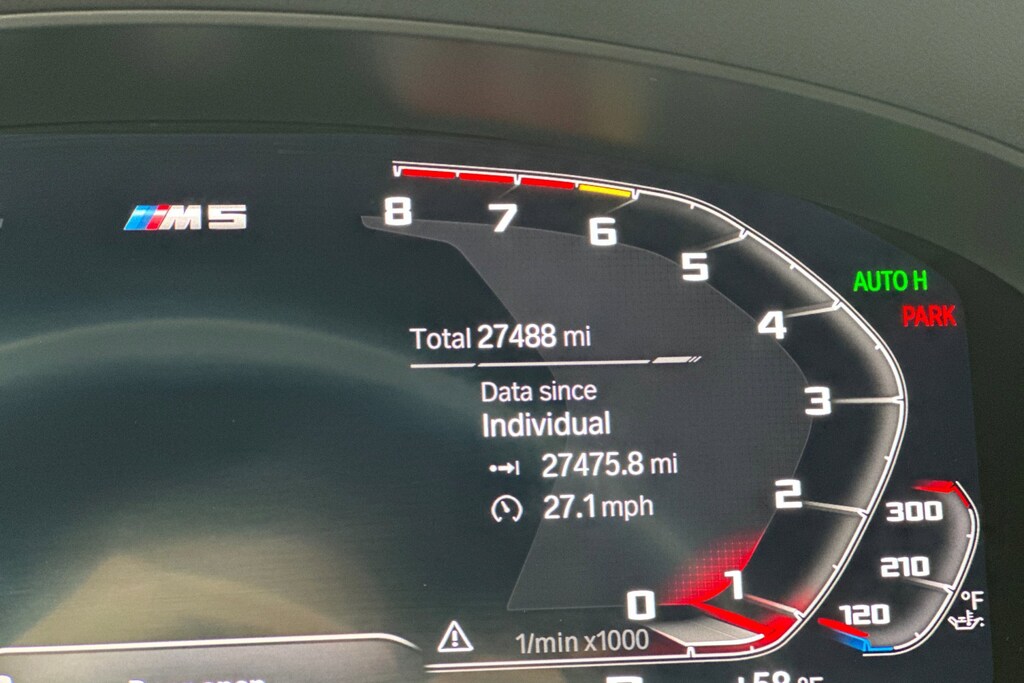 M5
8
7
6
5
4
3
2
1
0
AUTO H
PARK
Total 27488 mi
Data since
Individual
27475.8 mi
27.1 mph
300
210
120
°F
1/min x1000